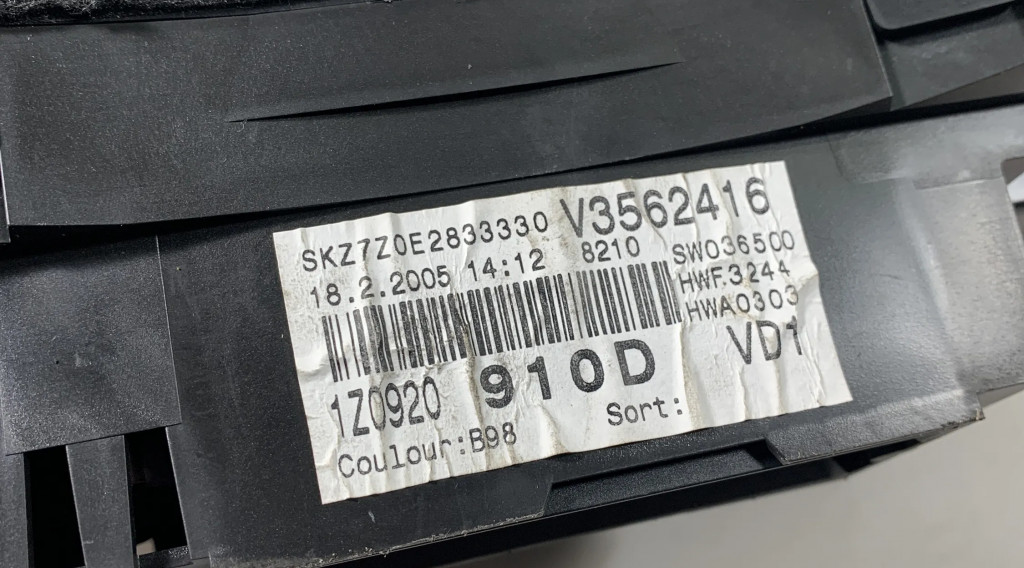 SKZ7Z0E2833330 V3562416
18.2.2005 14:12 8210 SW036500
HWF.3244
HWA0303
1Z0920 910D VD1
Coulour:B98 Sort: